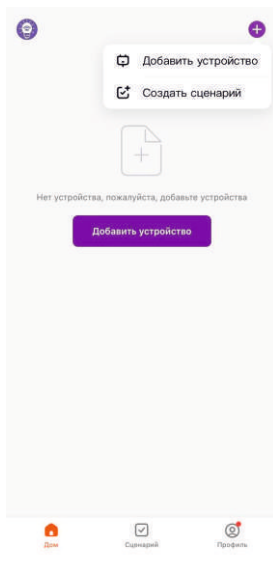 Добавить устройство
Создать сценарий
Нет устройства, пожалуйста, добавьте устройства
Добавить устройство
Дом
Сценарий
Профиль